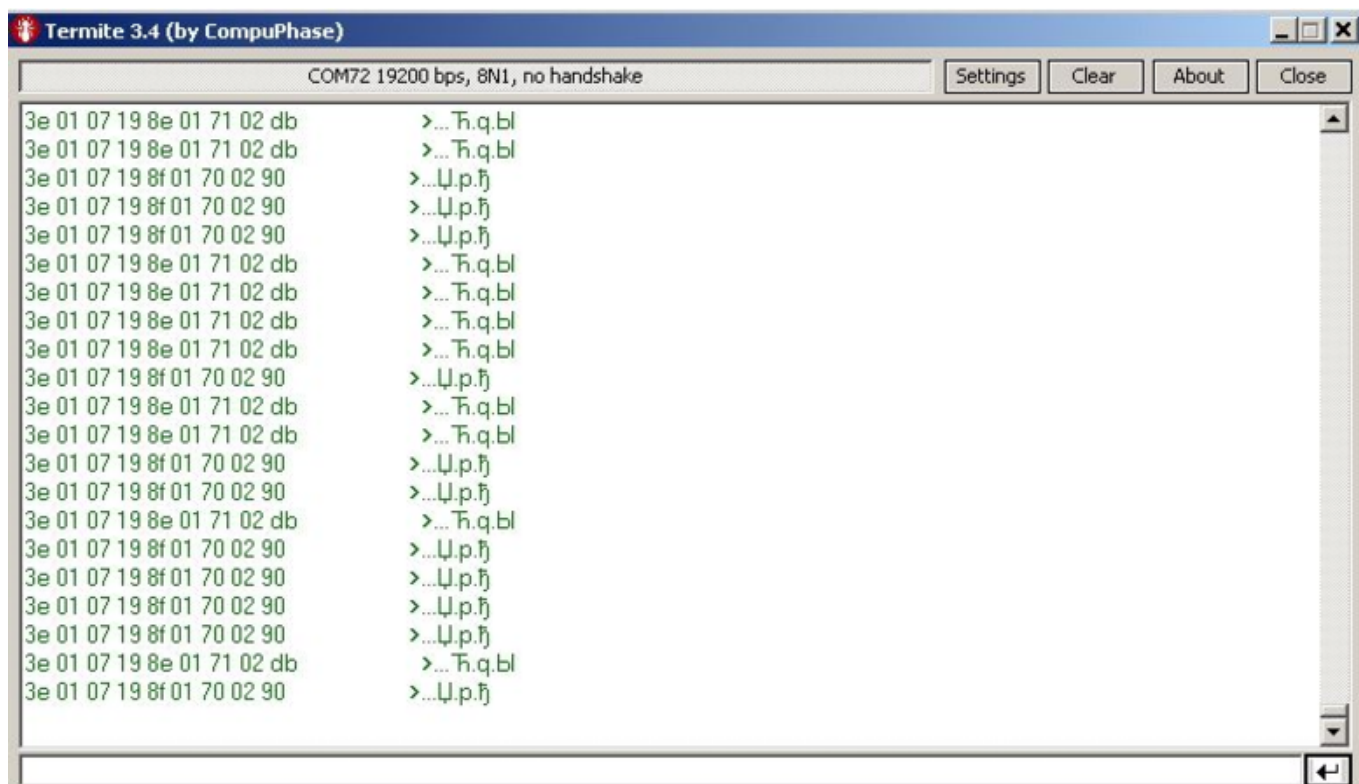 Termite 3.4 (by CompuPhase)
COM72 19200 bps, 8N1, no handshake Settings Clear About Close
3e 01 07 19 8e 01 71 02 db >...Ћ.q.Ы
3e 01 07 19 8e 01 71 02 db >...Ћ.q.Ы
3e 01 07 19 8f 01 70 02 90 >...Џ.p.ђ
3e 01 07 19 8f 01 70 02 90 >...Џ.p.ђ
3e 01 07 19 8f 01 70 02 90 >...Џ.p.ђ
3e 01 07 19 8e 01 71 02 db >...Ћ.q.Ы
3e 01 07 19 8e 01 71 02 db >...Ћ.q.Ы
3e 01 07 19 8e 01 71 02 db >...Ћ.q.Ы
3e 01 07 19 8e 01 71 02 db >...Ћ.q.Ы
3e 01 07 19 8f 01 70 02 90 >...Џ.p.ђ
3e 01 07 19 8e 01 71 02 db >...Ћ.q.Ы
3e 01 07 19 8e 01 71 02 db >...Ћ.q.Ы
3e 01 07 19 8f 01 70 02 90 >...Џ.p.ђ
3e 01 07 19 8f 01 70 02 90 >...Џ.p.ђ
3e 01 07 19 8e 01 71 02 db >...Ћ.q.Ы
3e 01 07 19 8f 01 70 02 90 >...Џ.p.ђ
3e 01 07 19 8f 01 70 02 90 >...Џ.p.ђ
3e 01 07 19 8f 01 70 02 90 >...Џ.p.ђ
3e 01 07 19 8f 01 70 02 90 >...Џ.p.ђ
3e 01 07 19 8e 01 71 02 db >...Ћ.q.Ы
3e 01 07 19 8f 01 70 02 90 >...Џ.p.ђ